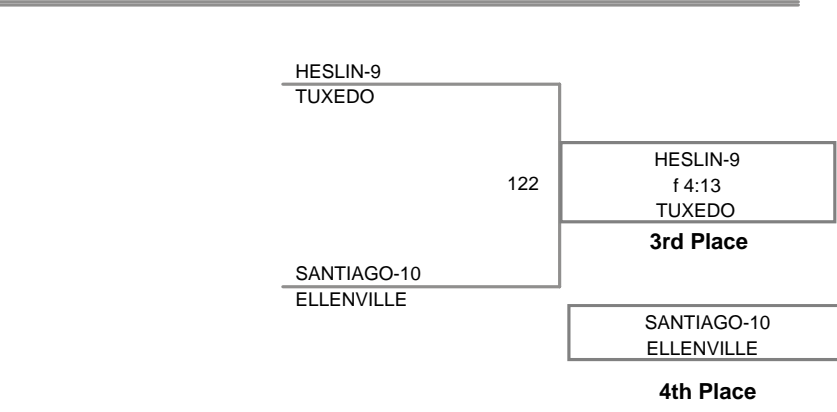 HESLIN-9
TUXEDO
122
HESLIN-9
f 4:13
TUXEDO
3rd Place
SANTIAGO-10
ELLENVILLE
SANTIAGO-10
ELLENVILLE
4th Place